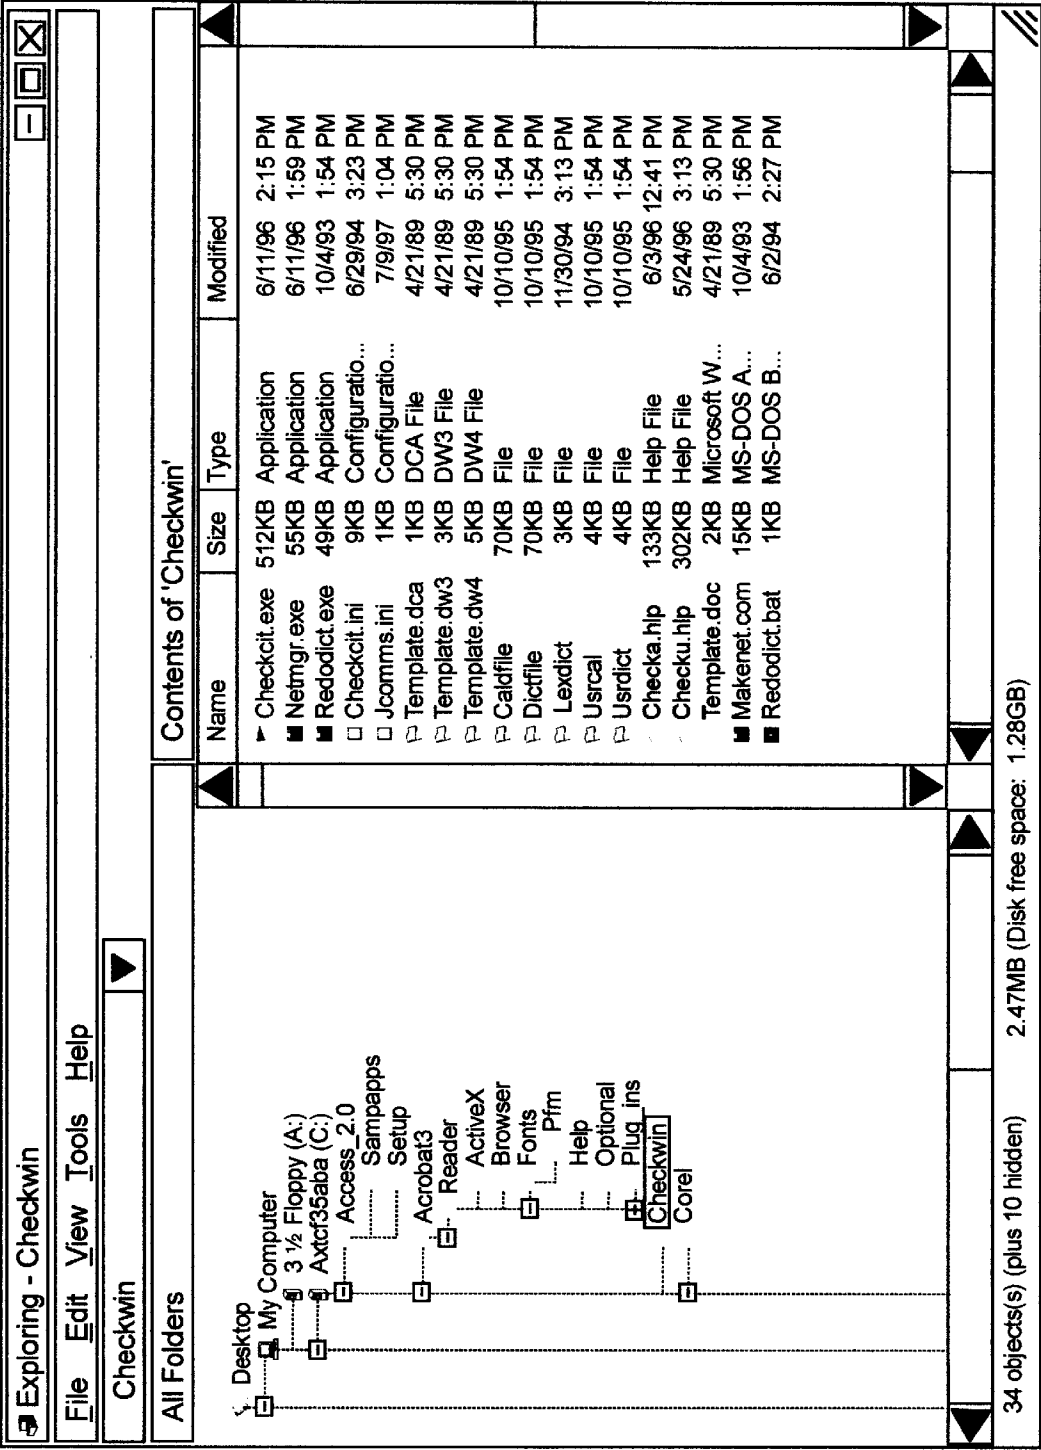 Exploring - Checkwin
File Edit View Tools Help
Checkwin
All Folders
Contents of 'Checkwin'
Desktop
My Computer
3 ½ Floppy (A:)
Axtcf35aba (C:)
Access_2.0
Sampapps
Setup
Acrobat3
Reader
ActiveX
Browser
Fonts
Pfm
Help
Optional
Plug_ins
Checkwin
Corel
Name Size Type Modified
Checkcit.exe 512KB Application 6/11/96 2:15 PM
Netmgr.exe 55KB Application 6/11/96 1:59 PM
Redodict.exe 49KB Application 10/4/93 1:54 PM
Checkcit.ini 9KB Configuratio... 6/29/94 3:23 PM
Jcomms.ini 1KB Configuratio... 7/9/97 1:04 PM
Template.dca 1KB DCA File 4/21/89 5:30 PM
Template.dw3 3KB DW3 File 4/21/89 5:30 PM
Template.dw4 5KB DW4 File 4/21/89 5:30 PM
Caldfile 70KB File 10/10/95 1:54 PM
Dictfile 70KB File 10/10/95 1:54 PM
Lexdict 3KB File 11/30/94 3:13 PM
Usrcal 4KB File 10/10/95 1:54 PM
Usrdict 4KB File 10/10/95 1:54 PM
Checka.hlp 133KB Help File 6/3/96 12:41 PM
Checku.hlp 302KB Help File 5/24/96 3:13 PM
Template.doc 2KB Microsoft W... 4/21/89 5:30 PM
Makenet.com 15KB MS-DOS A... 10/4/93 1:56 PM
Redodict.bat 1KB MS-DOS B... 6/2/94 2:27 PM
34 objects(s) (plus 10 hidden) 2.47MB (Disk free space: 1.28GB)